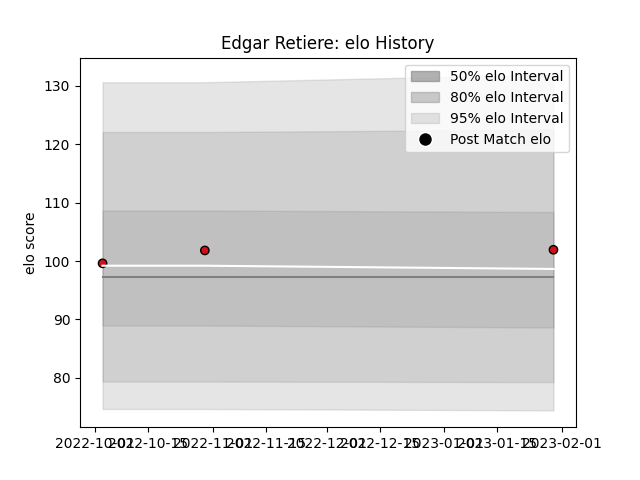 Edgar Retiere: elo History
50% elo Interval
80% elo Interval
95% elo Interval
Post Match elo
elo score
130
120
110
100
90
80
2022-10-01 2022-10-15 2022-11-01 2022-11-15 2022-12-01 2022-12-15 2023-01-01 2023-01-15 2023-02-01